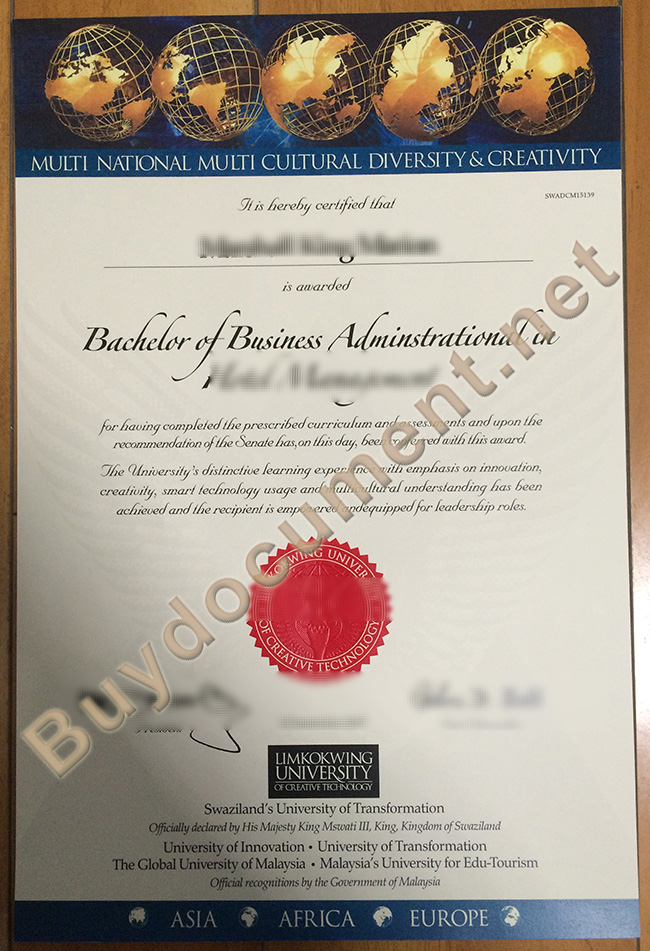 MULTI NATIONAL MULTI CULTURAL DIVERSITY & CREATIVITY
SWADCM15139
It is hereby certified that
is awarded
Bachelor of Business Adminstrational in
for having completed the prescribed curriculum and assessments and upon the
recommendation of the Senate has, on this day, been conferred with this award.
The University's distinctive learning experience with emphasis on innovation,
creativity, smart technology usage and multicultural understanding has been
achieved and the recipient is empowered andequipped for leadership roles.
OF CREATIVE TECHNOLOGY
LIMKOKWING
UNIVERSITY
OF CREATIVE TECHNOLOGY
Swaziland's University of Transformation
Officially declared by His Majesty King Mswati III, King, Kingdom of Swaziland
University of Innovation • University of Transformation
The Global University of Malaysia • Malaysia's University for Edu-Tourism
Official recognitions by the Government of Malaysia
ASIA AFRICA EUROPE
Buydocument.net